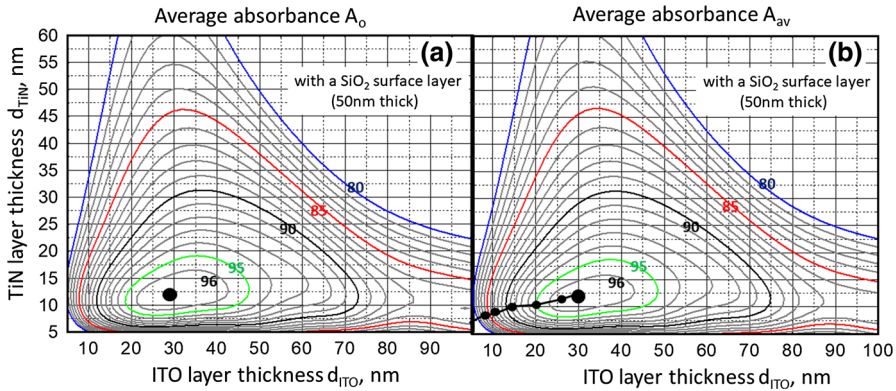 Average absorbance Ao
Average absorbance Aav
TiN layer thickness dTiN, nm
60
55
50
45
40
35
30
25
20
15
10
5
(a)
with a SiO2 surface layer
(50nm thick)
80
85
90
95
96
10 20 30 40 50 60 70 80 90
ITO layer thickness dITO, nm
(b)
with a SiO2 surface layer
(50nm thick)
80
85
90
95
96
10 20 30 40 50 60 70 80 90 100
ITO layer thickness dITO, nm